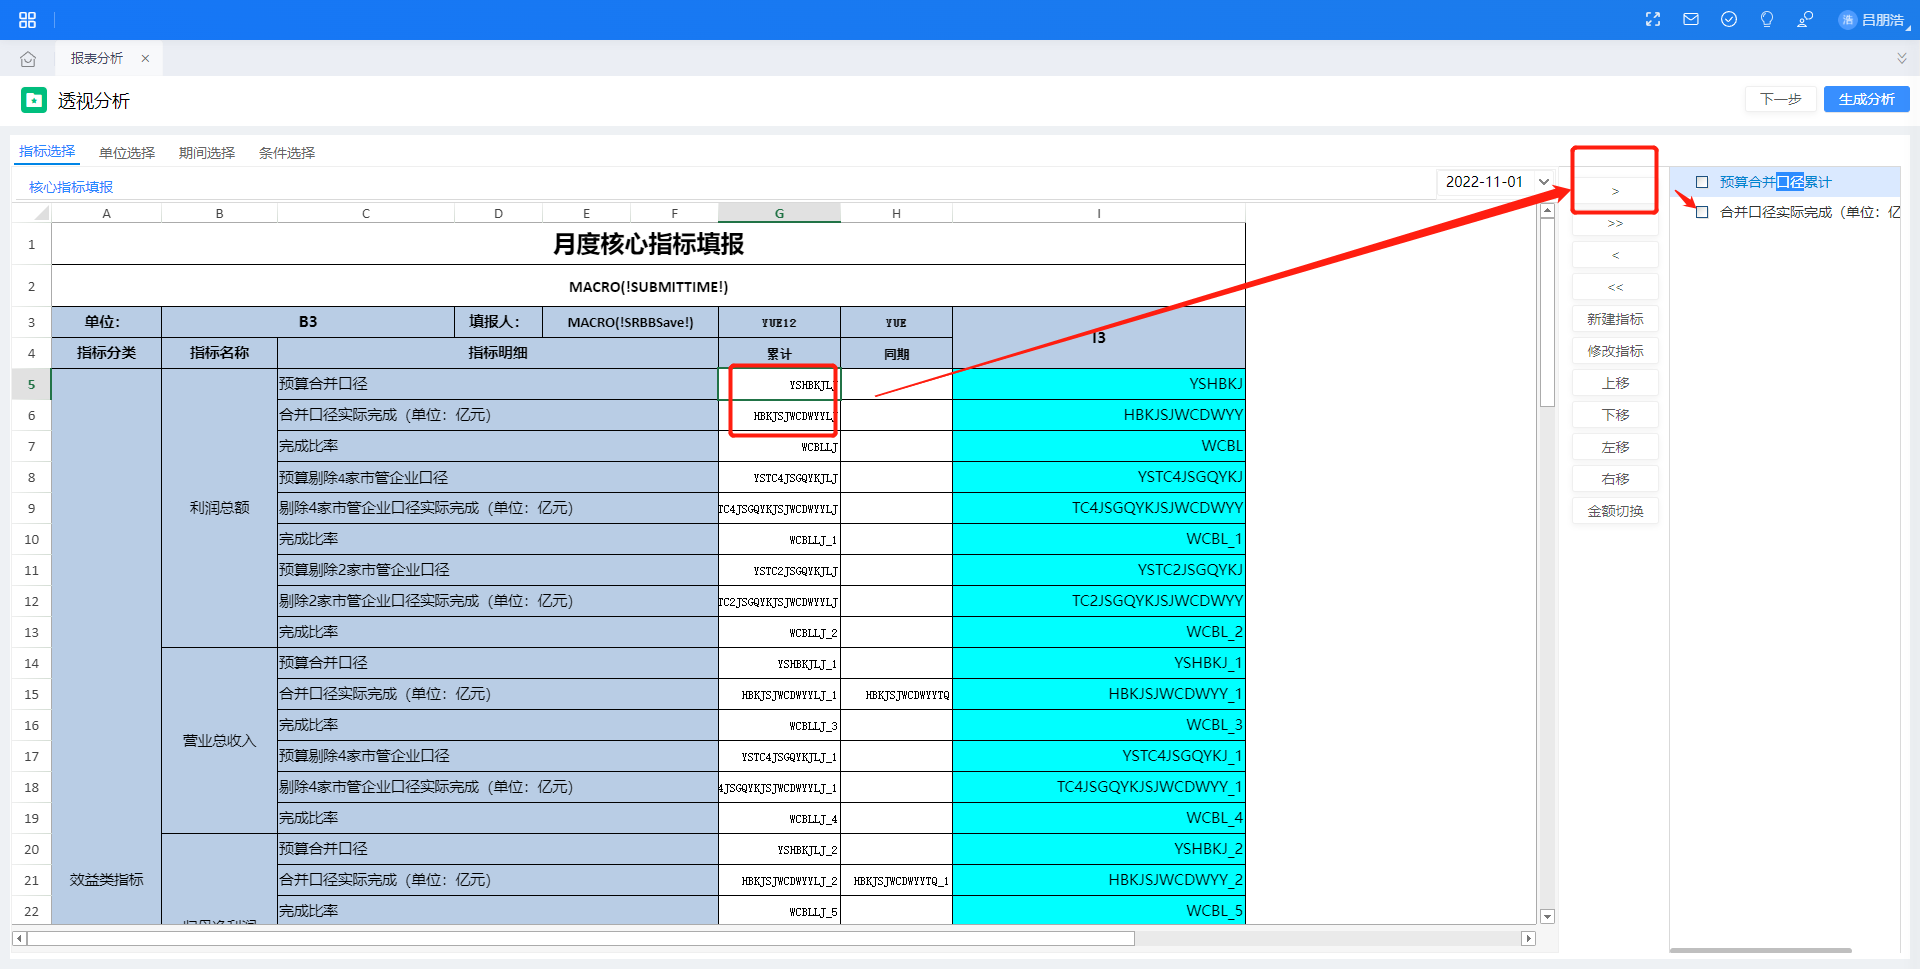 浩 吕朋浩
报表分析 ×
透视分析
下一步 生成分析
指标选择 单位选择 期间选择 条件选择
核心指标填报
2022-11-01
A B C D E F G H I
1 月度核心指标填报
2 MACRO(!SUBMITTIME!)
3 单位： B3 填报人： MACRO(!SRBBSave!) YUE12 YUE I3
4 指标分类 指标名称 指标明细 累计 同期
5 预算合并口径 YSHBKJLJ YSHBKJ
6 合并口径实际完成（单位：亿元） HBKJSJWCDWYYLJ HBKJSJWCDWYY
7 完成比率 WCBLLJ WCBL
8 利润总额 预算剔除4家市管企业口径 YSTC4JSGQYKJLJ YSTC4JSGQYKJ
9 剔除4家市管企业口径实际完成（单位：亿元） TC4JSGQYKJSJWCDWYYLJ TC4JSGQYKJSJWCDWYY
10 完成比率 WCBLLJ_1 WCBL_1
11 预算剔除2家市管企业口径 YSTC2JSGQYKJLJ YSTC2JSGQYKJ
12 剔除2家市管企业口径实际完成（单位：亿元） TC2JSGQYKJSJWCDWYYLJ TC2JSGQYKJSJWCDWYY
13 完成比率 WCBLLJ_2 WCBL_2
14 预算合并口径 YSHBKJLJ_1 YSHBKJ_1
15 合并口径实际完成（单位：亿元） HBKJSJWCDWYYLJ_1 HBKJSJWCDWYYTQ HBKJSJWCDWYY_1
16 营业总收入 完成比率 WCBLLJ_3 WCBL_3
17 预算剔除4家市管企业口径 YSTC4JSGQYKJLJ_1 YSTC4JSGQYKJ_1
18 剔除4家市管企业口径实际完成（单位：亿元） 4JSGQYKJSJWCDWYYLJ_1 TC4JSGQYKJSJWCDWYY_1
19 完成比率 WCBLLJ_4 WCBL_4
20 预算合并口径 YSHBKJLJ_2 YSHBKJ_2
21 效益类指标 合并口径实际完成（单位：亿元） HBKJSJWCDWYYLJ_2 HBKJSJWCDWYYTQ_1 HBKJSJWCDWYY_2
22 归母净利润 完成比率 WCBLLJ_5 WCBL_5
>
>>
<
<<
新建指标
修改指标
上移
下移
左移
右移
金额切换
预算合并口径累计
合并口径实际完成（单位：亿